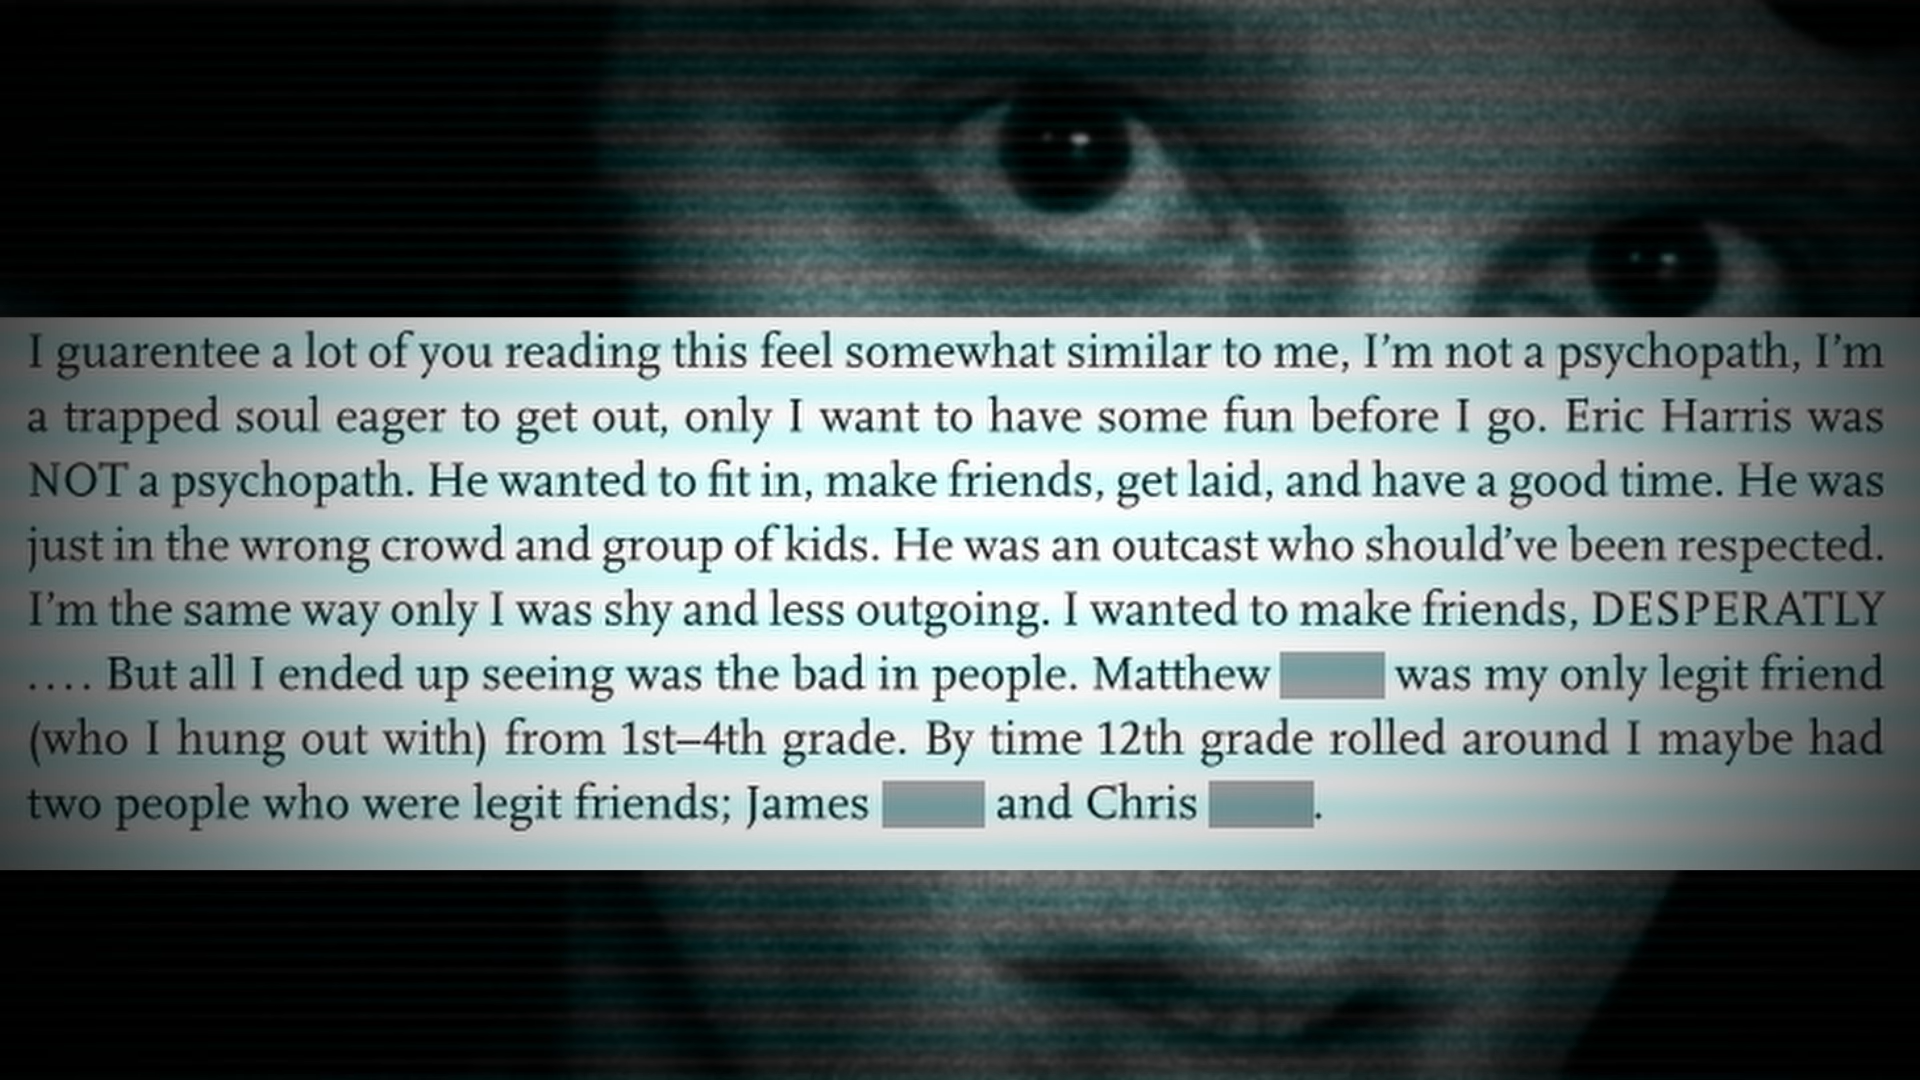 I guarentee a lot of you reading this feel somewhat similar to me, I’m not a psychopath, I’m
a trapped soul eager to get out, only I want to have some fun before I go. Eric Harris was
NOT a psychopath. He wanted to fit in, make friends, get laid, and have a good time. He was
just in the wrong crowd and group of kids. He was an outcast who should’ve been respected.
I’m the same way only I was shy and less outgoing. I wanted to make friends, DESPERATLY
.... But all I ended up seeing was the bad in people. Matthew was my only legit friend
(who I hung out with) from 1st–4th grade. By time 12th grade rolled around I maybe had
two people who were legit friends; James and Chris .